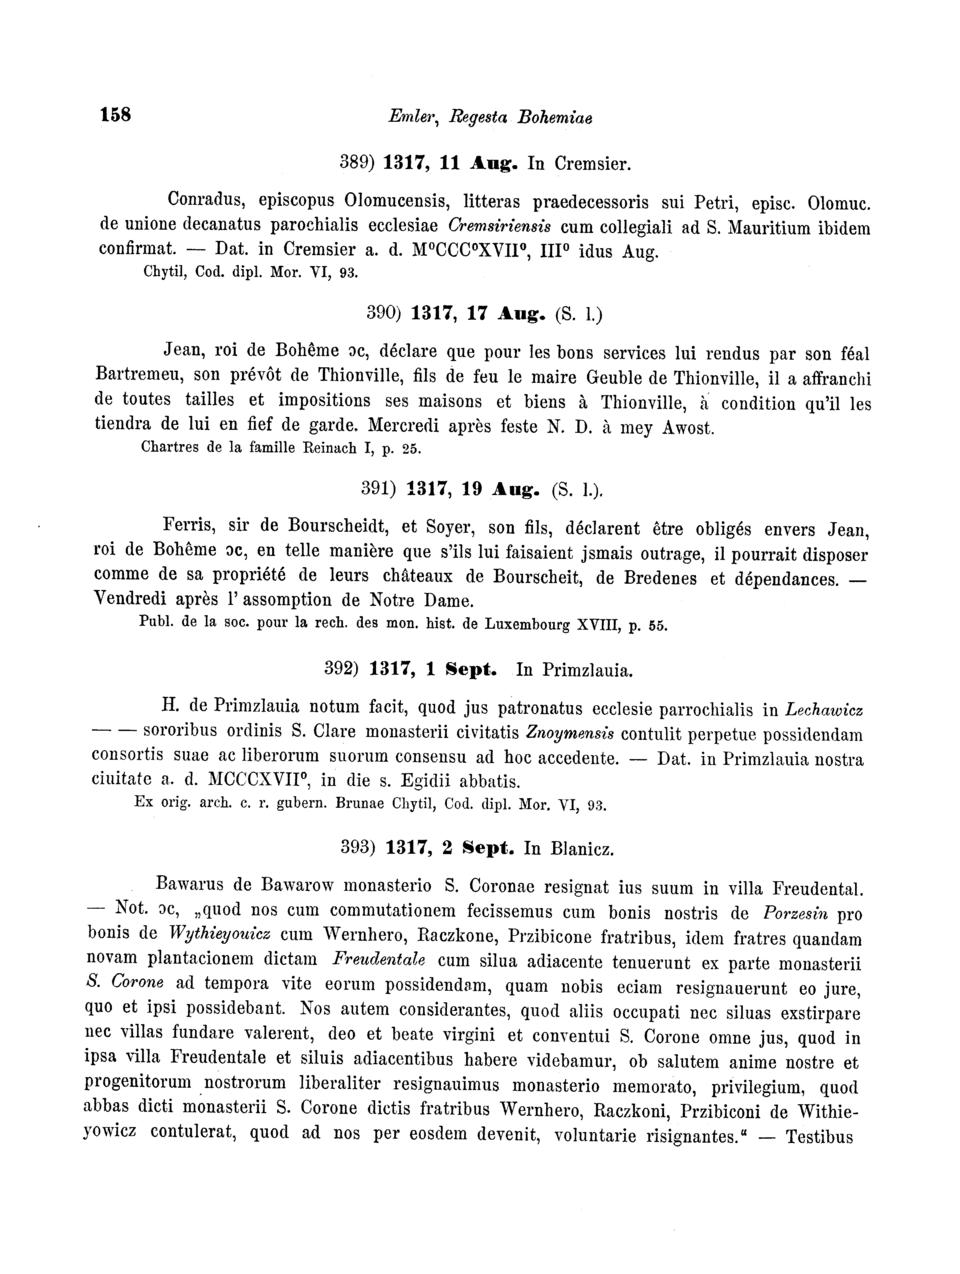 158 Emler, Regesta Bohemiae
389) 1317, 11 Aug. In Cremsier.
Conradus, episcopus Olomucensis, litteras praedecessoris sui Petri, episc. Olomuc.
de unione decanatus parochialis ecclesiae Cremsiriensis cum collegiali ad S. Mauritium ibidem
confirmat. — Dat. in Cremsier a. d. M⁰CCC⁰XVII⁰, III⁰ idus Aug.
Chytil, Cod. dipl. Mor. VI, 93.
390) 1317, 17 Aug. (S. l.)
Jean, roi de Bohême ɔc, déclare que pour les bons services lui rendus par son féal
Bartremeu, son prévôt de Thionville, fils de feu le maire Geuble de Thionville, il a affranchi
de toutes tailles et impositions ses maisons et biens à Thionville, à condition qu'il les
tiendra de lui en fief de garde. Mercredi après feste N. D. à mey Awost.
Chartres de la famille Reinach I, p. 25.
391) 1317, 19 Aug. (S. l.).
Ferris, sir de Bourscheidt, et Soyer, son fils, déclarent être obligés envers Jean,
roi de Bohême ɔc, en telle manière que s'ils lui faisaient jsmais outrage, il pourrait disposer
comme de sa propriété de leurs châteaux de Bourscheit, de Bredenes et dépendances. —
Vendredi après l' assomption de Notre Dame.
Publ. de la soc. pour la rech. des mon. hist. de Luxembourg XVIII, p. 55.
392) 1317, 1 Sept. In Primzlauia.
H. de Primzlauia notum facit, quod jus patronatus ecclesie parrochialis in Lechawicz
— — sororibus ordinis S. Clare monasterii civitatis Znoymensis contulit perpetue possidendam
consortis suae ac liberorum suorum consensu ad hoc accedente. — Dat. in Primzlauia nostra
ciuitate a. d. MCCCXVII⁰, in die s. Egidii abbatis.
Ex orig. arch. c. r. gubern. Brunae Chytil, Cod. dipl. Mor. VI, 93.
393) 1317, 2 Sept. In Blanicz.
Bawarus de Bawarow monasterio S. Coronae resignat ius suum in villa Freudental.
— Not. ɔc, „quod nos cum commutationem fecissemus cum bonis nostris de Porzesin pro
bonis de Wythieyouicz cum Wernhero, Raczkone, Przibicone fratribus, idem fratres quandam
novam plantacionem dictam Freudentale cum silua adiacente tenuerunt ex parte monasterii
S. Corone ad tempora vite eorum possidendam, quam nobis eciam resignauerunt eo jure,
quo et ipsi possidebant. Nos autem considerantes, quod aliis occupati nec siluas exstirpare
nec villas fundare valerent, deo et beate virgini et conventui S. Corone omne jus, quod in
ipsa villa Freudentale et siluis adiacentibus habere videbamur, ob salutem anime nostre et
progenitorum nostrorum liberaliter resignauimus monasterio memorato, privilegium, quod
abbas dicti monasterii S. Corone dictis fratribus Wernhero, Raczkoni, Przibiconi de Withie-
yowicz contulerat, quod ad nos per eosdem devenit, voluntarie risignantes.“ — Testibus